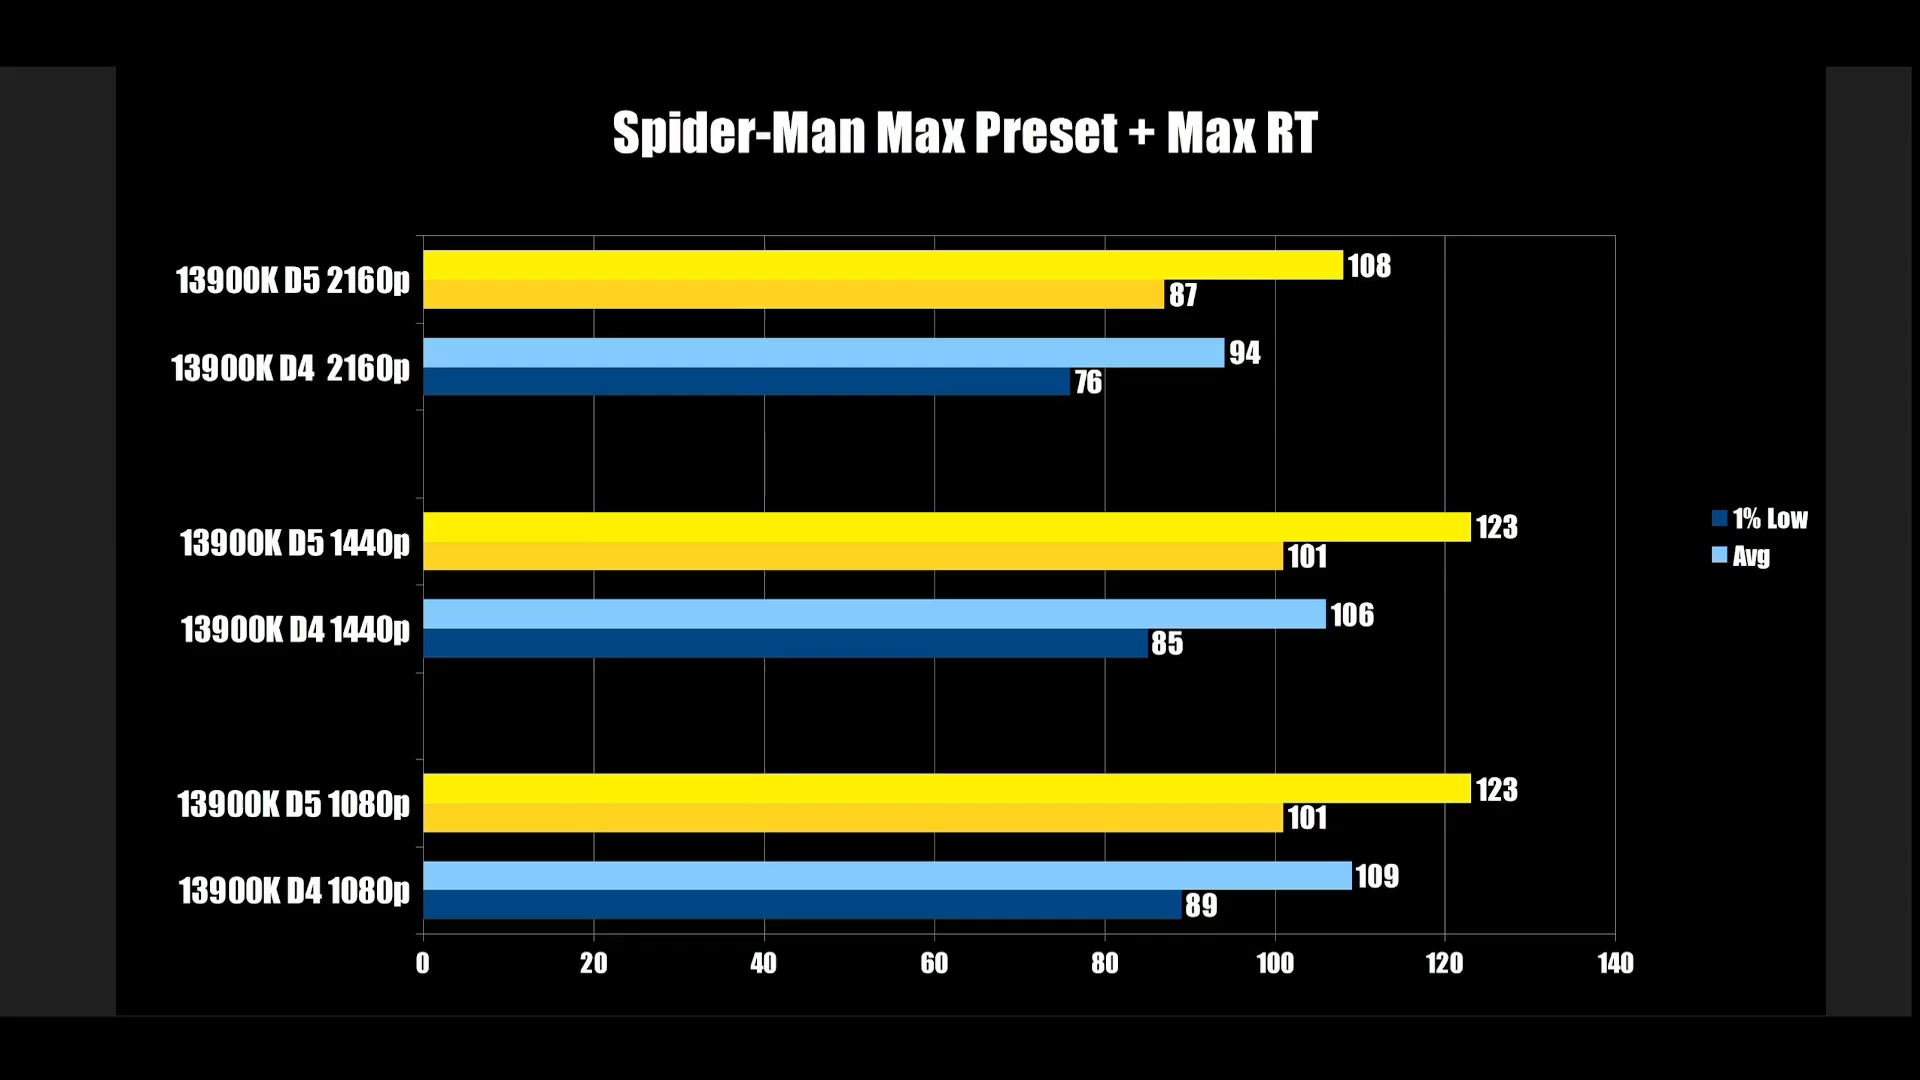 Spider-Man Max Preset + Max RT
13900K D5 2160p
108
87
13900K D4 2160p
94
76
13900K D5 1440p
123
101
13900K D4 1440p
106
85
13900K D5 1080p
123
101
13900K D4 1080p
109
89
0 20 40 60 80 100 120 140
1% Low
Avg